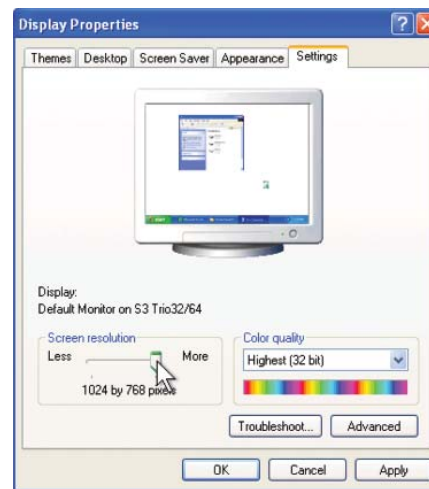 Display Properties
Themes Desktop Screen Saver Appearance Settings
Display:
Default Monitor on S3 Trio32/64
Screen resolution
Less More
1024 by 768 pixels
Color quality
Highest (32 bit)
Troubleshoot... Advanced
OK Cancel Apply